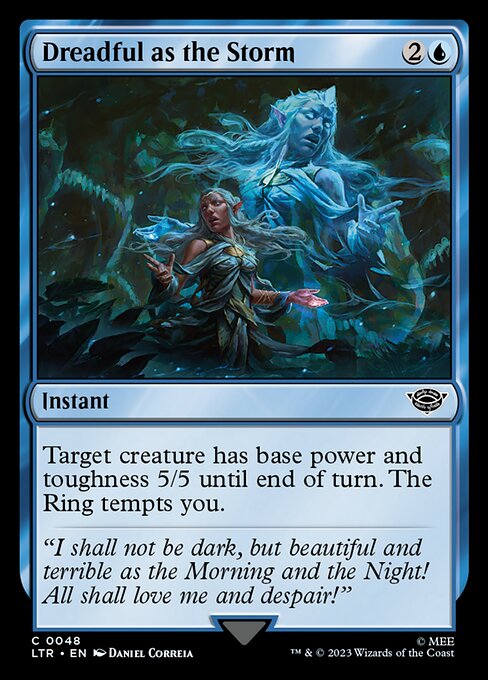 Dreadful as the Storm
2
Instant
Target creature has base power and
toughness 5/5 until end of turn. The
Ring tempts you.
“I shall not be dark, but beautiful and
terrible as the Morning and the Night!
All shall love me and despair!”
C 0048
LTR • EN DANIEL CORREIA
© MEE
™ & © 2023 Wizards of the Coast